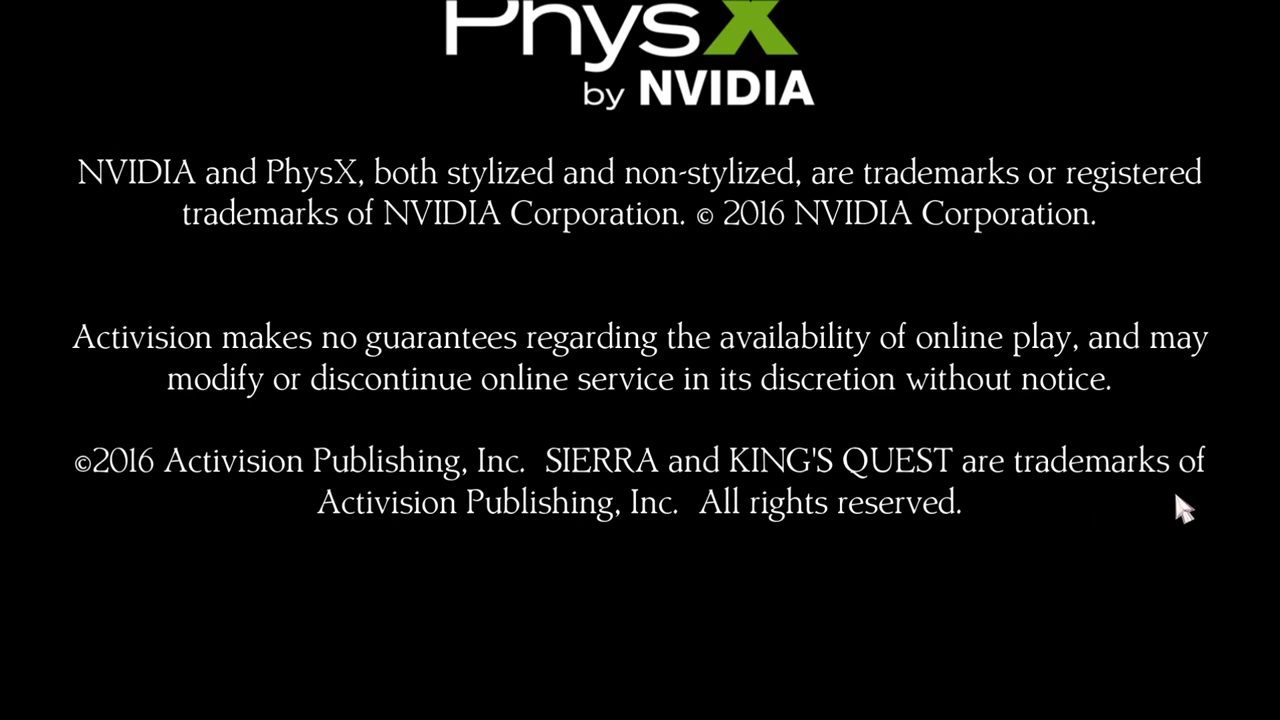 PhysX
by NVIDIA
NVIDIA and PhysX, both stylized and non-stylized, are trademarks or registered
trademarks of NVIDIA Corporation. © 2016 NVIDIA Corporation.
Activision makes no guarantees regarding the availability of online play, and may
modify or discontinue online service in its discretion without notice.
©2016 Activision Publishing, Inc.  SIERRA and KING'S QUEST are trademarks of
Activision Publishing, Inc.  All rights reserved.